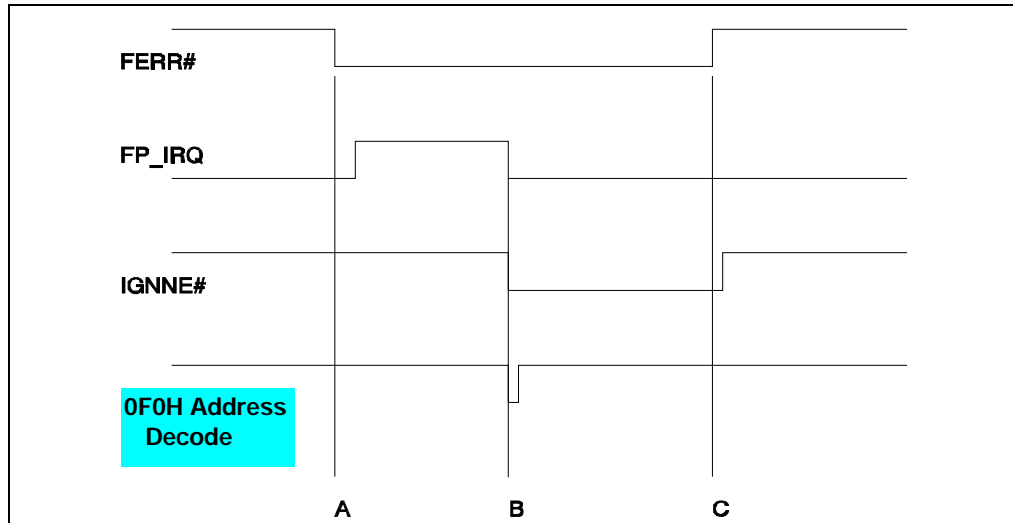 FERR#
FP_IRQ
IGNNE#
0F0H Address
Decode
A B C